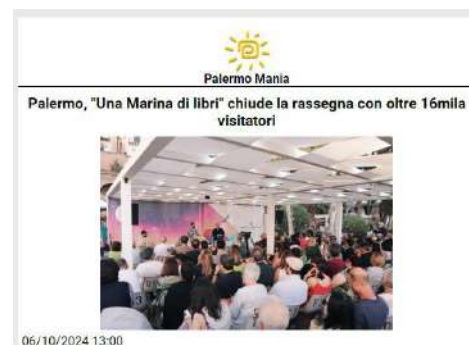 Palermo Mania
Palermo, "Una Marina di libri" chiude la rassegna con oltre 16mila
visitatori
06/10/2024 13:00